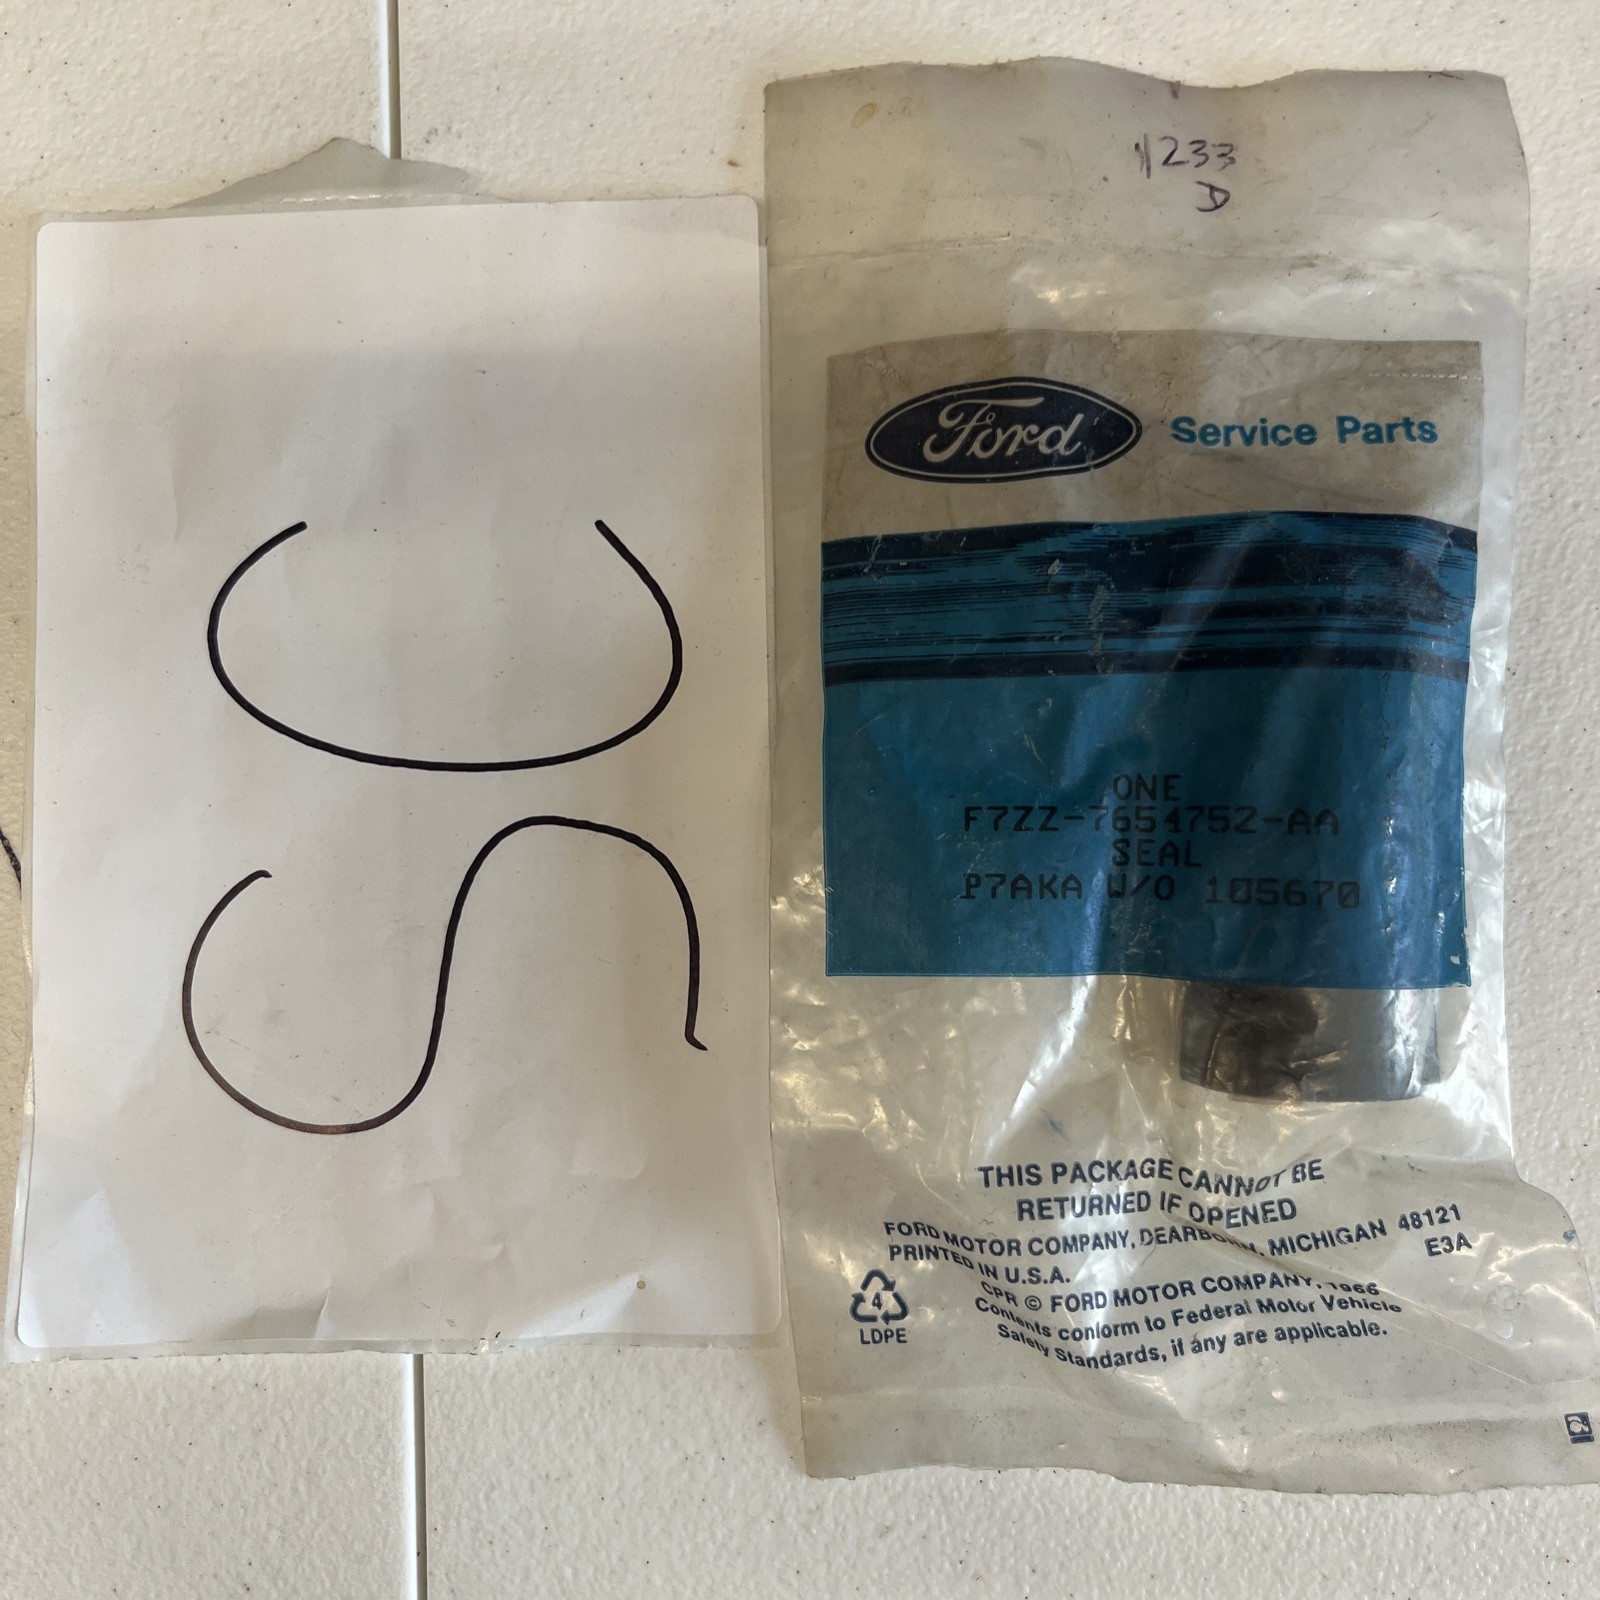 SC
1233
D
Ford Service Parts
ONE
F7ZZ-7654752-AA
SEAL
P7AKA W/O 105670
THIS PACKAGE CANNOT BE
RETURNED IF OPENED
FORD MOTOR COMPANY, DEARBORN, MICHIGAN 48121
PRINTED IN U.S.A. E3A
CPR © FORD MOTOR COMPANY, 1966
Contents conform to Federal Motor Vehicle
Safety Standards, if any are applicable.
4
LDPE